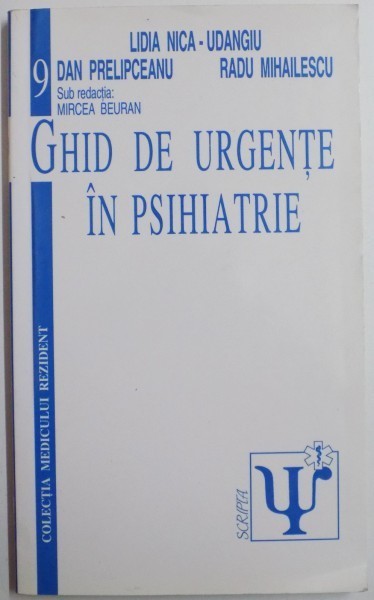 LIDIA NICA - UDANGIU
DAN PRELIPCEANU RADU MIHAILESCU
9
Sub redacția:
MIRCEA BEURAN
GHID DE URGENȚE
ÎN PSIHIATRIE
COLECTIA MEDICULUI REZIDENT
SCRIPTA
Ψ